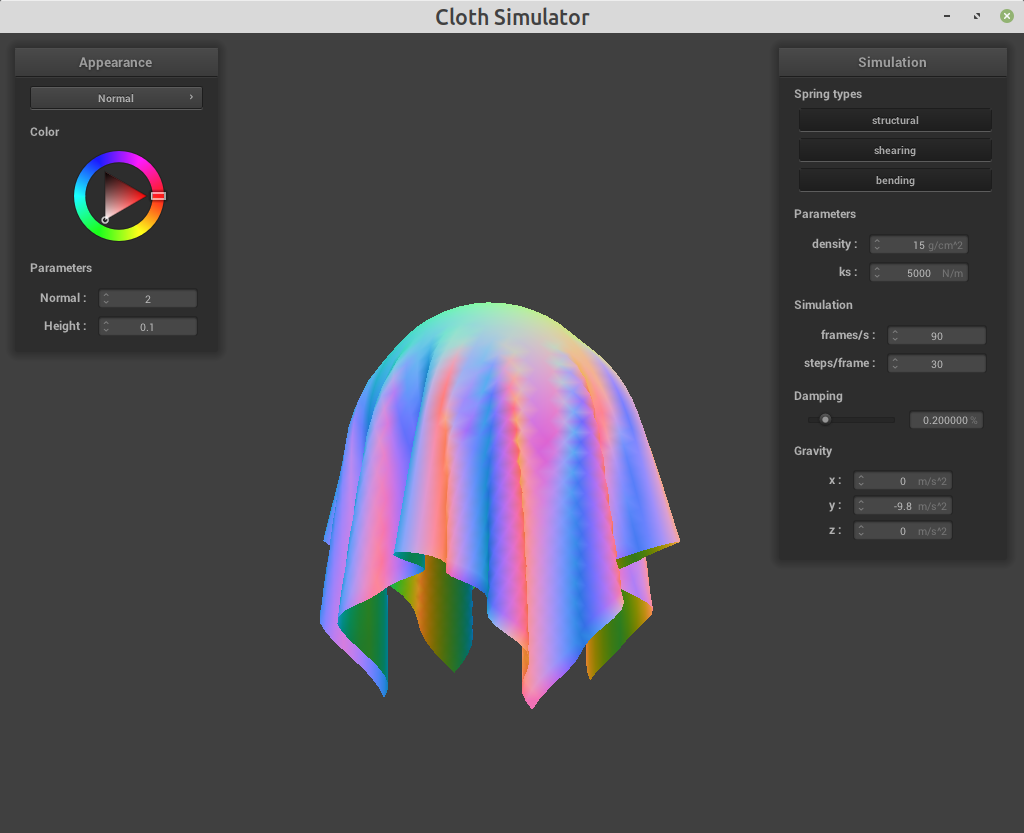 Cloth Simulator
Appearance
Normal
Color
Parameters
Normal : 2
Height : 0.1
Simulation
Spring types
structural
shearing
bending
Parameters
density : 15 g/cm^2
ks : 5000 N/m
Simulation
frames/s : 90
steps/frame : 30
Damping
0.200000 %
Gravity
x : 0 m/s^2
y : -9.8 m/s^2
z : 0 m/s^2